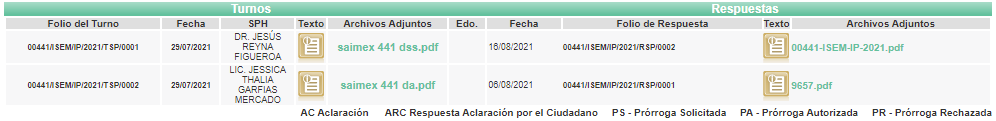 Turnos Respuestas
Folio del Turno Fecha SPH Texto Archivos Adjuntos Edo. Fecha Folio de Respuesta Texto Archivos Adjuntos
00441/ISEM/IP/2021/TSP/0001 29/07/2021 DR. JESÚS REYNA FIGUEROA saimex 441 dss.pdf 16/08/2021 00441/ISEM/IP/2021/RSP/0002 00441-ISEM-IP-2021.pdf
00441/ISEM/IP/2021/TSP/0002 29/07/2021 LIC. JESSICA THALIA GARFIAS MERCADO saimex 441 da.pdf 06/08/2021 00441/ISEM/IP/2021/RSP/0001 9657.pdf
AC Aclaración ARC Respuesta Aclaración por el Ciudadano PS - Prórroga Solicitada PA - Prórroga Autorizada PR - Prórroga Rechazada